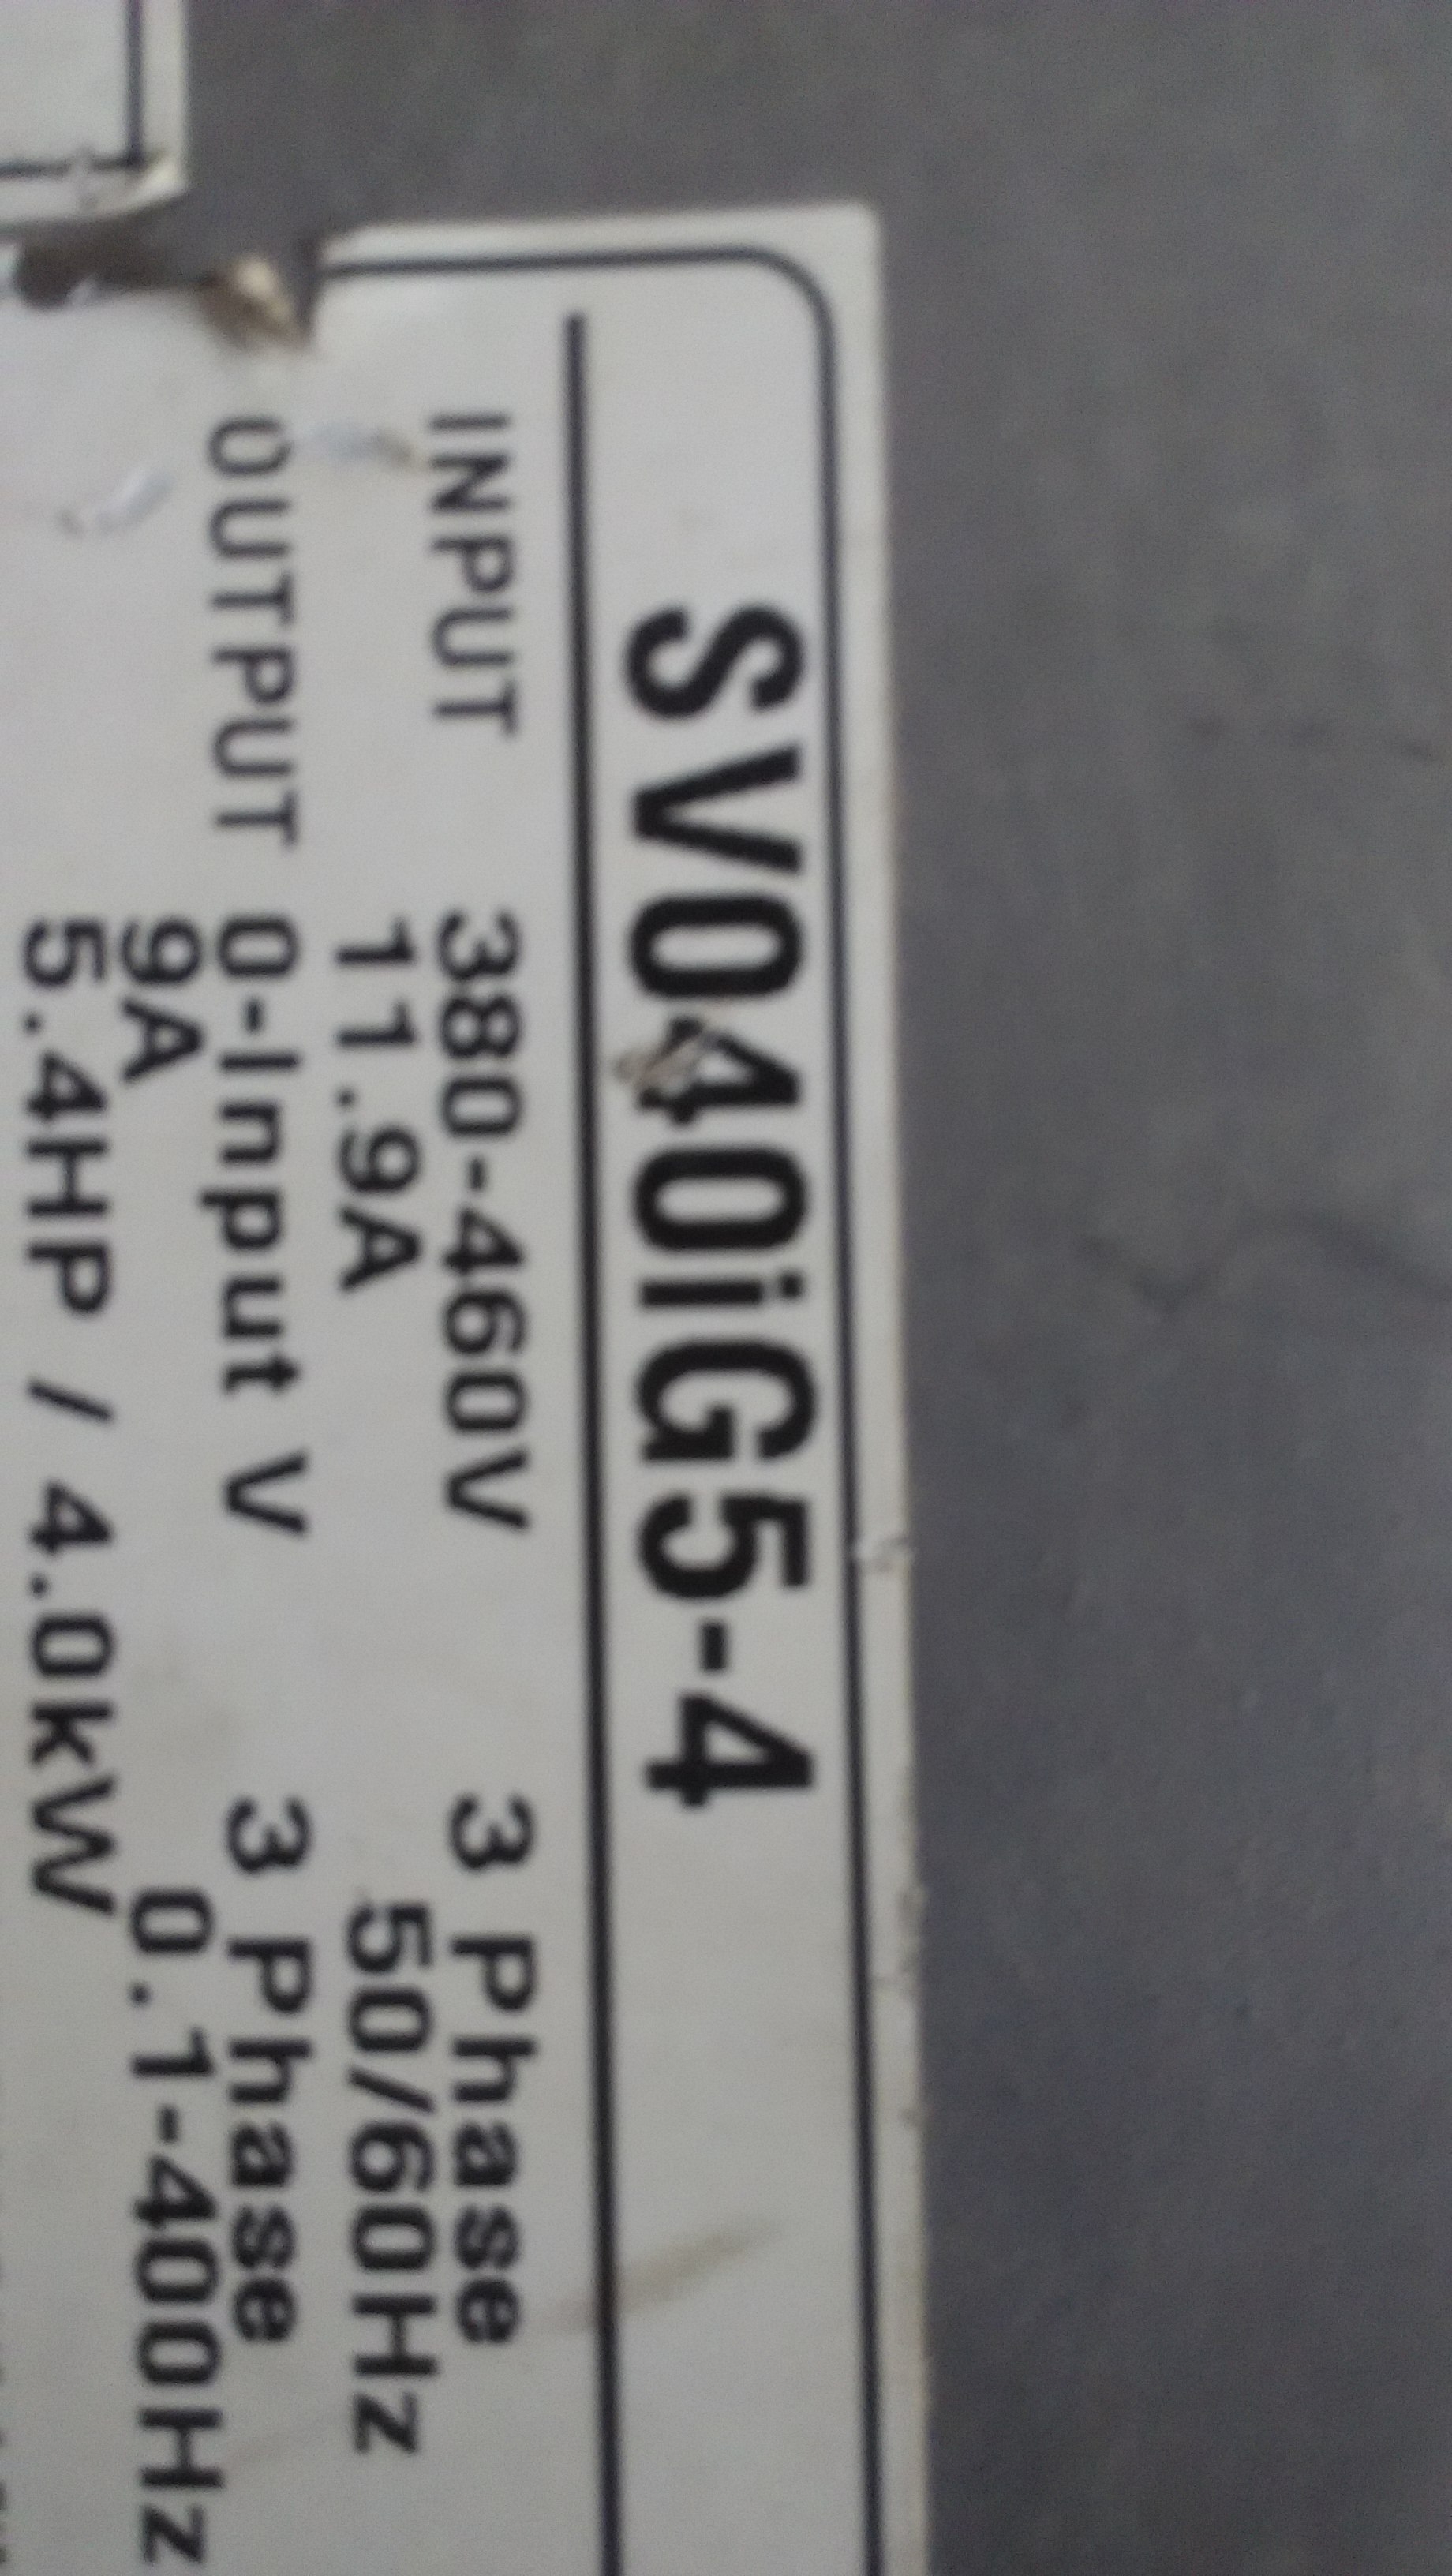 SV040iG5-4
INPUT 380-460V 3 Phase
11.9A 50/60Hz
OUTPUT 0-Input V 3 Phase
9A 0.1-400Hz
5.4HP / 4.0kW